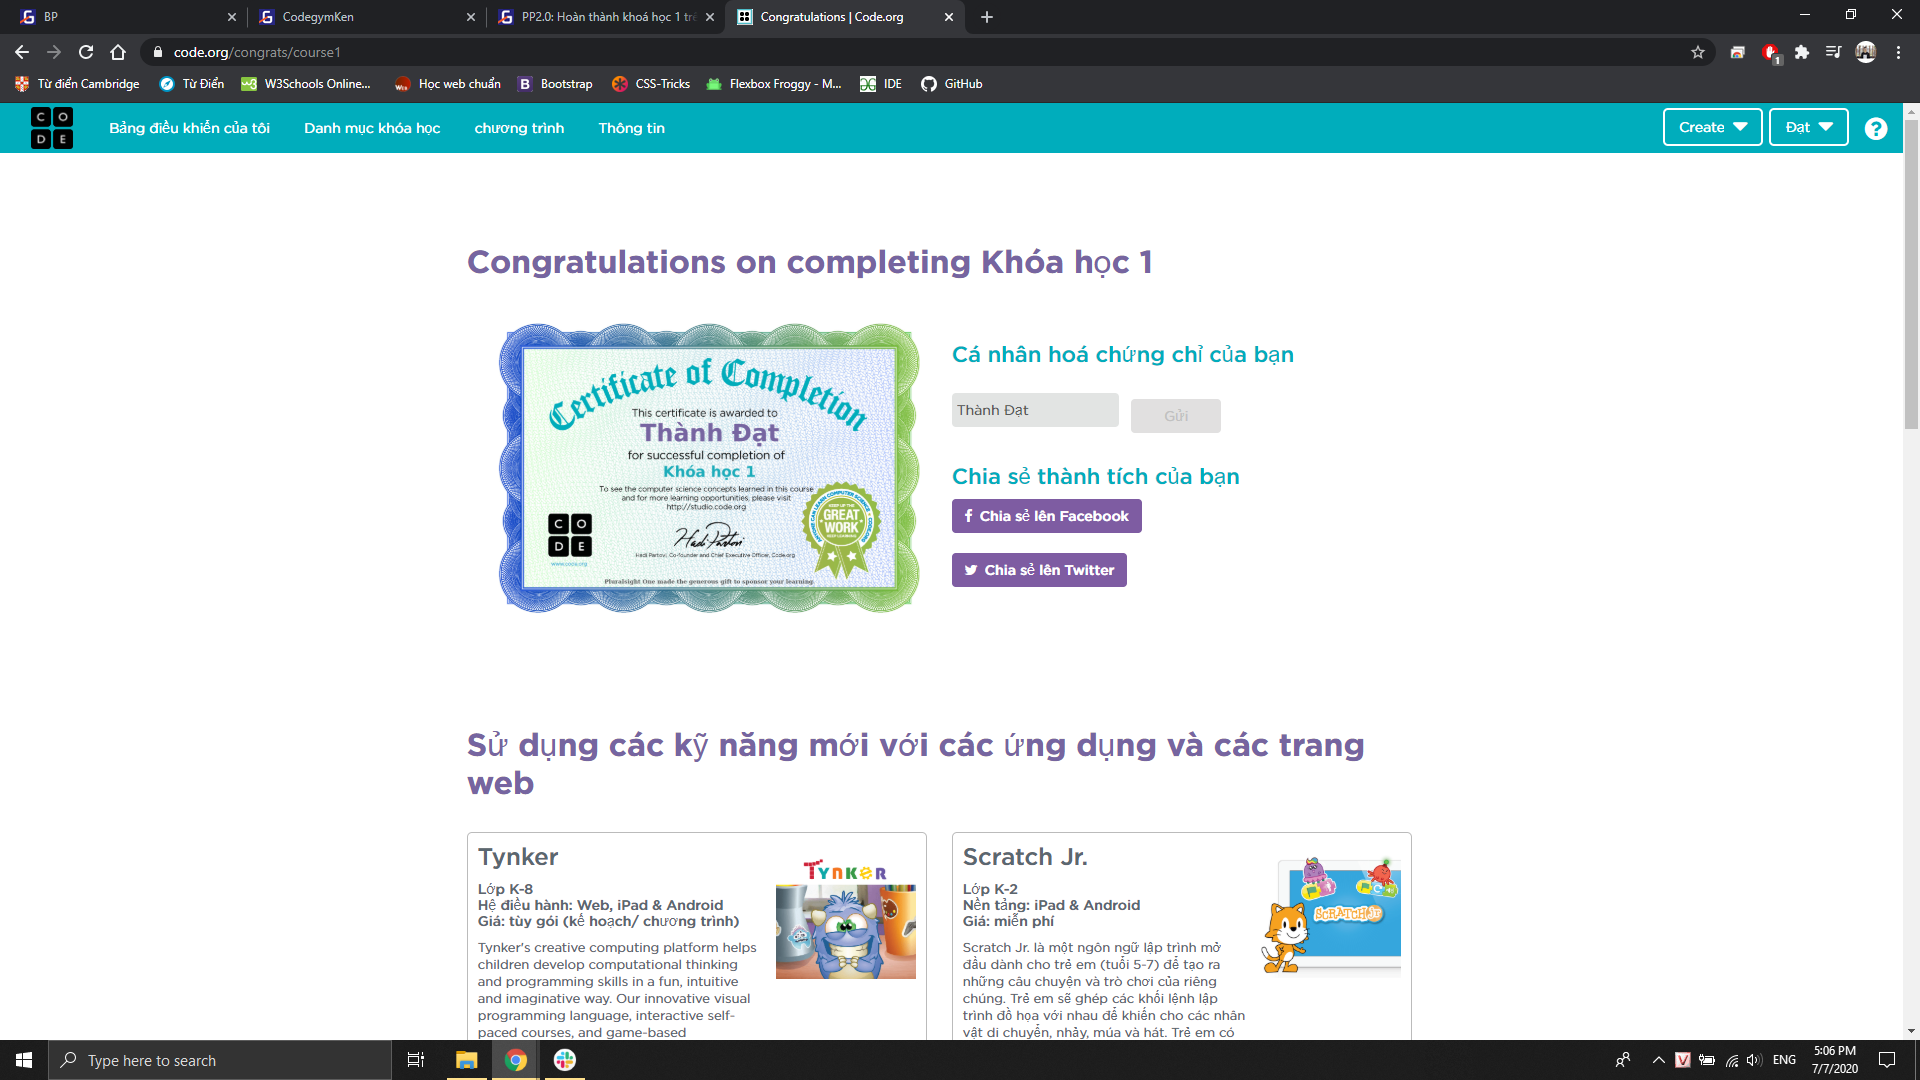 BP
CodegymKen
PP2.0: Hoàn thành khoá học 1 trê
Congratulations | Code.org
code.org/congrats/course1
1
Từ điển Cambridge
Từ Điển
W3Schools Online...
Học web chuẩn
Bootstrap
CSS-Tricks
Flexbox Froggy - M...
IDE
GitHub
C O
D E
Bảng điều khiển của tôi
Danh mục khóa học
chương trình
Thông tin
Create
Đạt
?
Congratulations on completing Khóa học 1
Certificate of Completion
This certificate is awarded to
Thành Đạt
for successful completion of
Khóa học 1
To see the computer science concepts learned in this course
and for more learning opportunities, please visit
http://studio.code.org
C O
D E
www.code.org
Hadi Partovi, Co-founder and Chief Executive Officer, Code.org
KEEP UP THE
GREAT
WORK
Pluralsight One made the generous gift to sponsor your learning.
Cá nhân hoá chứng chỉ của bạn
Thành Đạt
Gửi
Chia sẻ thành tích của bạn
Chia sẻ lên Facebook
Chia sẻ lên Twitter
Sử dụng các kỹ năng mới với các ứng dụng và các trang
web
Tynker
Lớp K-8
Hệ điều hành: Web, iPad & Android
Giá: tùy gói (kế hoạch/ chương trình)
Tynker's creative computing platform helps
children develop computational thinking
and programming skills in a fun, intuitive
and imaginative way. Our innovative visual
programming language, interactive self-
paced courses, and game-based
TYNKER
Scratch Jr.
Lớp K-2
Nền tảng: iPad & Android
Giá: miễn phí
Scratch Jr. là một ngôn ngữ lập trình mở
đầu dành cho trẻ em (tuổi 5-7) để tạo ra
những câu chuyện và trò chơi của riêng
chúng. Trẻ em sẽ ghép các khối lệnh lập
trình đồ họa với nhau để khiến cho các nhân
vật di chuyển, nhảy, múa và hát. Trẻ em có
SCRATCHJR
Type here to search
ENG
5:06 PM
7/7/2020